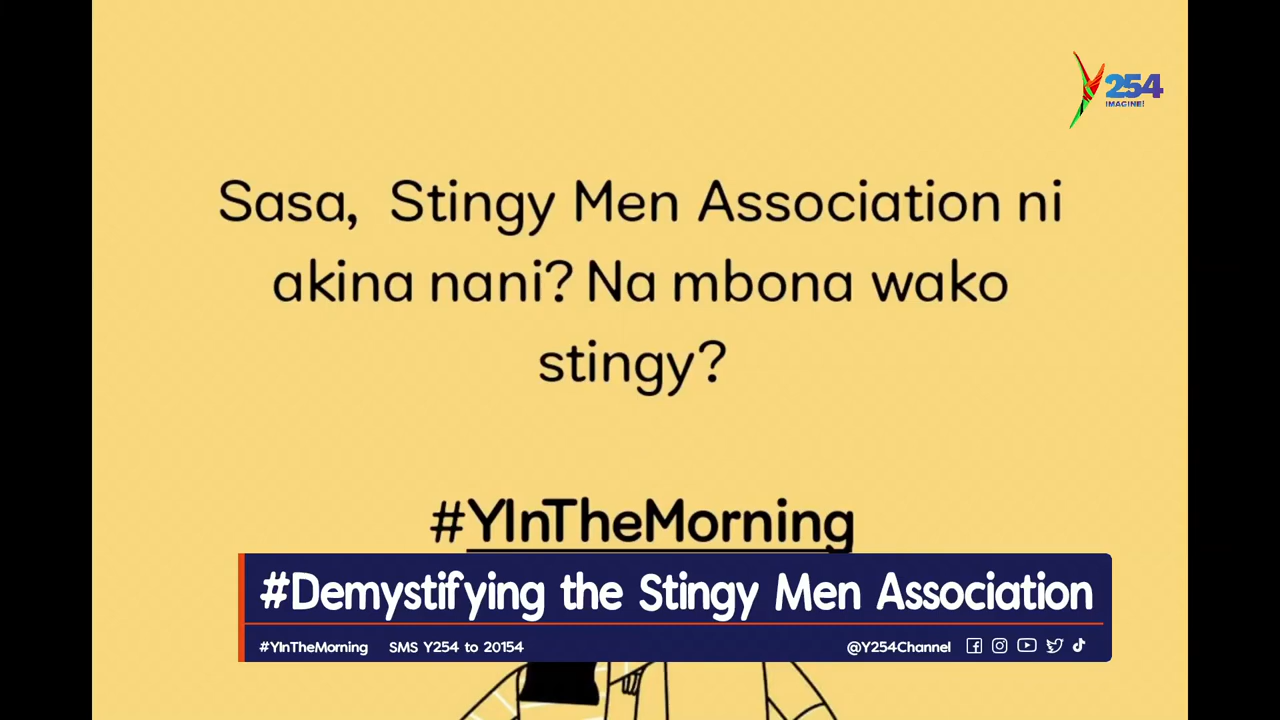 254
IMAGINE!
Sasa, Stingy Men Association ni
akina nani? Na mbona wako
stingy?
#YInTheMorning
#Demystifying the Stingy Men Association
#YInTheMorning SMS Y254 to 20154 @Y254Channel